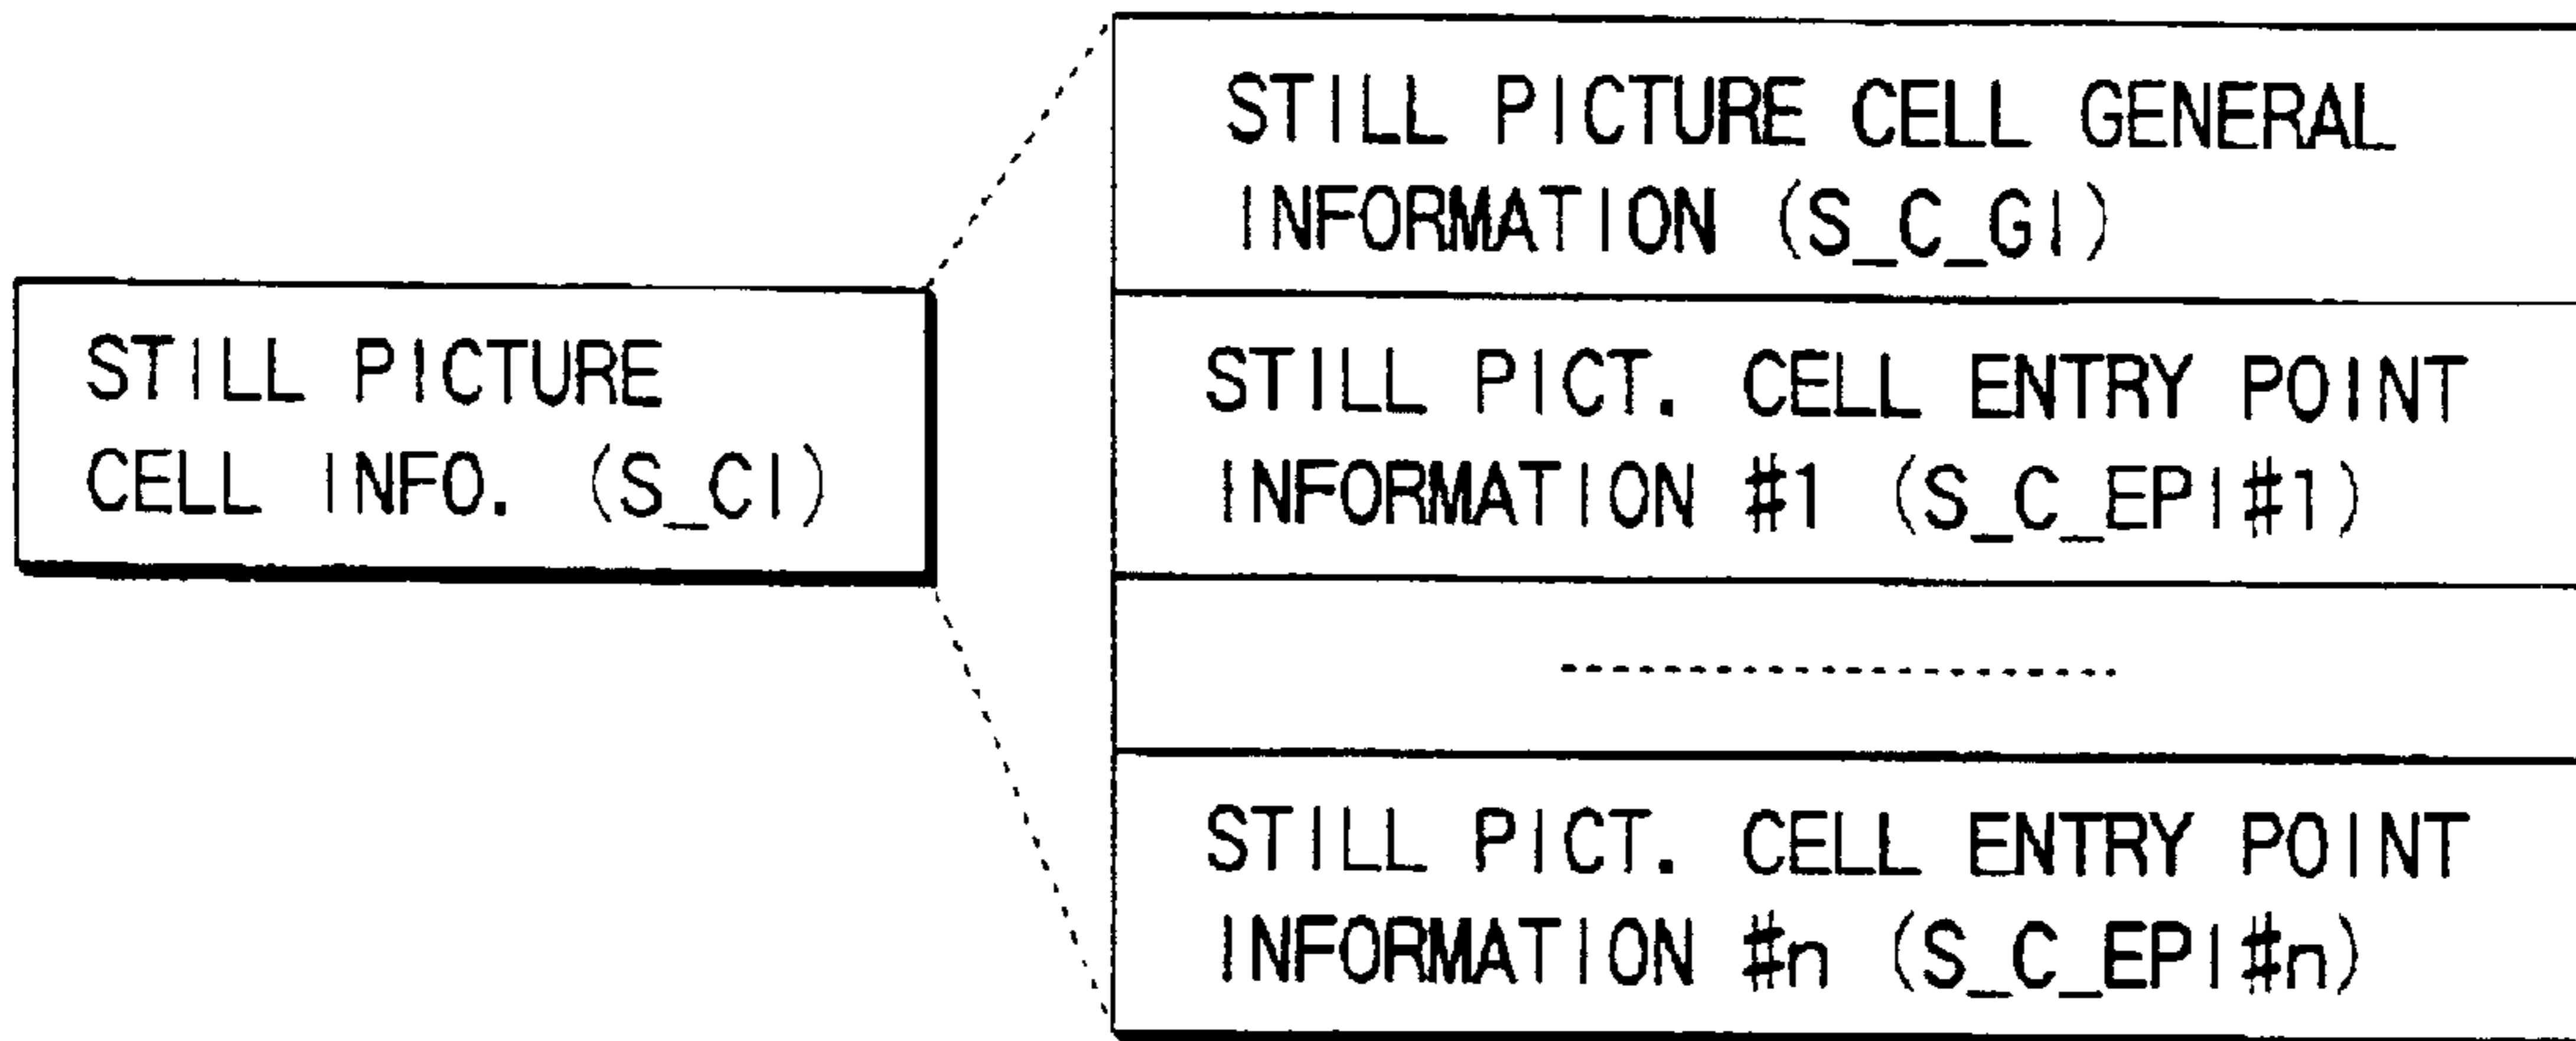 STILL PICTURE
CELL INFO. (S_CI)
STILL PICTURE CELL GENERAL
INFORMATION (S_C_GI)
STILL PICT. CELL ENTRY POINT
INFORMATION #1 (S_C_EPI#1)
STILL PICT. CELL ENTRY POINT
INFORMATION #n (S_C_EPI#n)